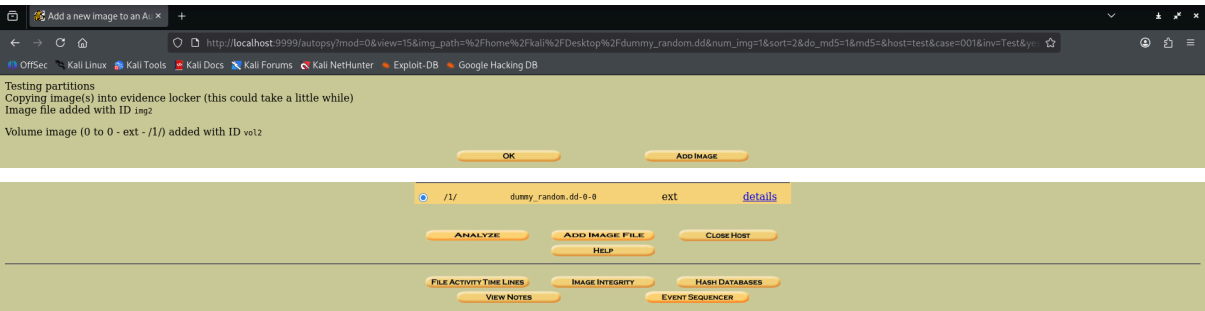 Add a new image to an Au
http://localhost:9999/autopsy?mod=0&view=15&img_path=%2Fhome%2Fkali%2FDesktop%2Fdummy_random.dd&num_img=1&sort=2&do_md5=1&md5=&host=test&case=001&inv=Test&ye
OffSec Kali Linux Kali Tools Kali Docs Kali Forums Kali NetHunter Exploit-DB Google Hacking DB
Testing partitions
Copying image(s) into evidence locker (this could take a little while)
Image file added with ID img2
Volume image (0 to 0 - ext - /1/) added with ID vol2
OK ADD IMAGE
/1/ dummy_random.dd-0-0 ext details
ANALYZE ADD IMAGE FILE CLOSE HOST
HELP
FILE ACTIVITY TIME LINES IMAGE INTEGRITY HASH DATABASES
VIEW NOTES EVENT SEQUENCER